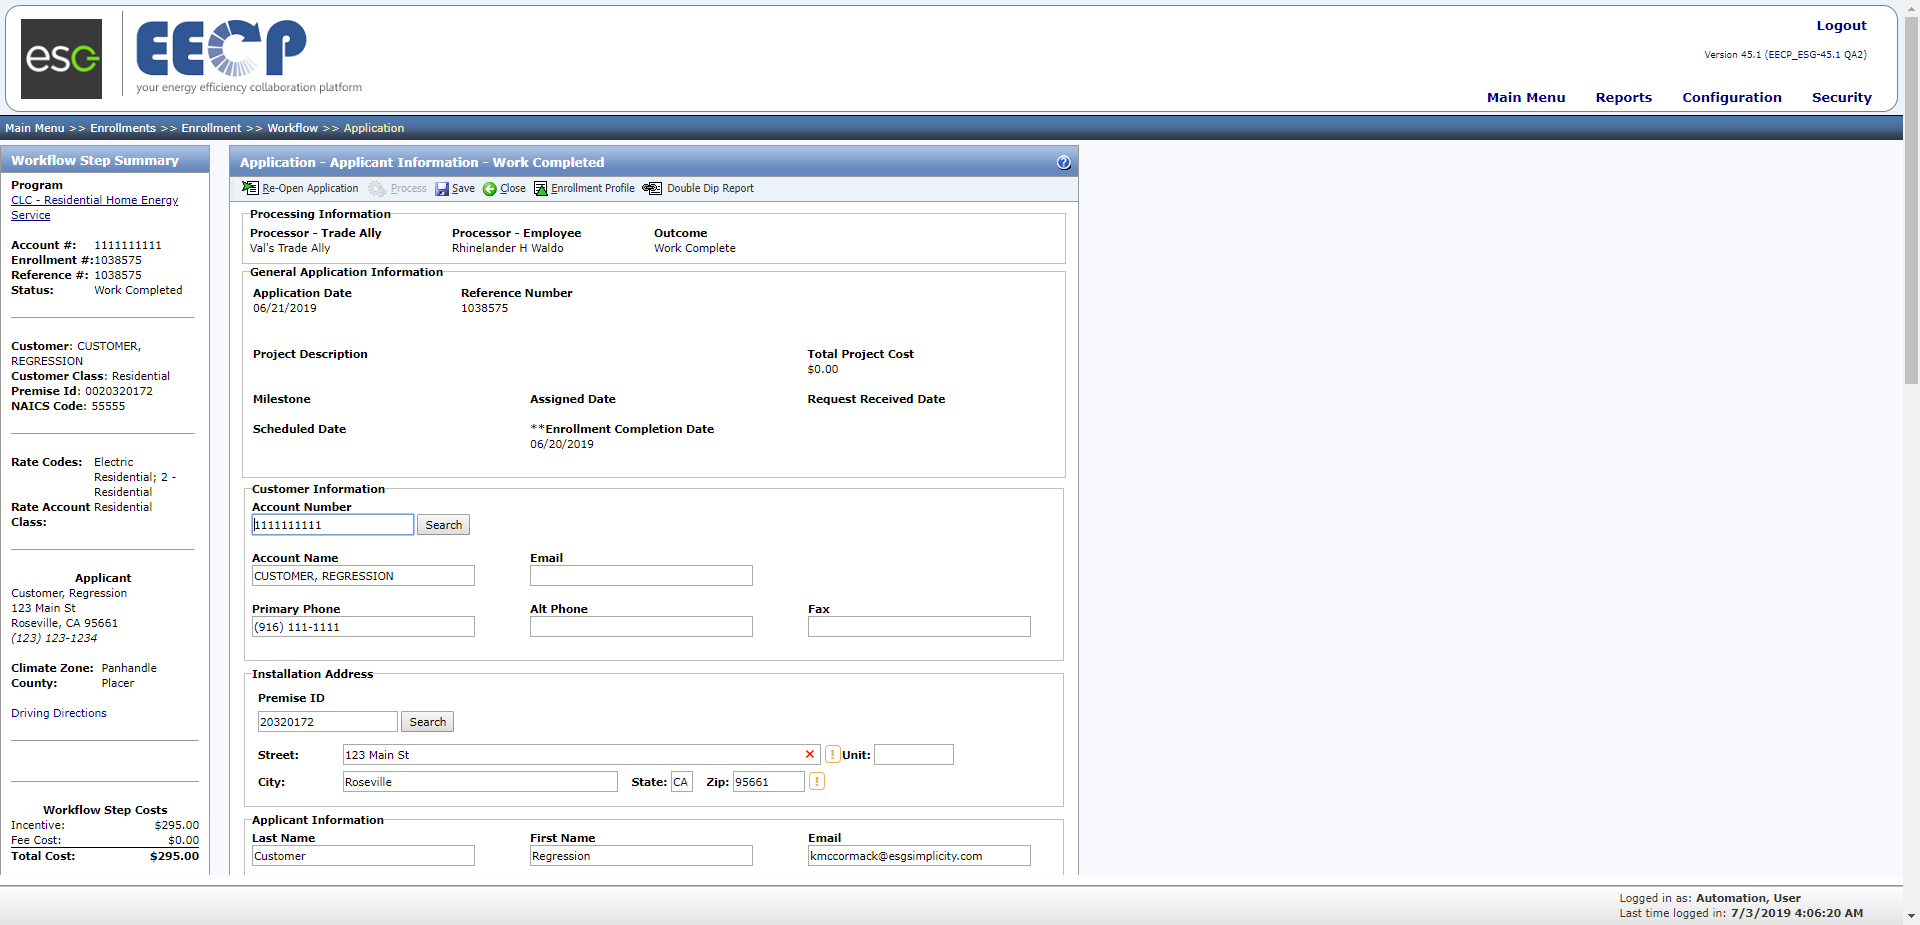 esg
EECP
your energy efficiency collaboration platform
Logout
Version 45.1 (EECP_ESG-45.1 QA2)
Main Menu Reports Configuration Security
Main Menu >> Enrollments >> Enrollment >> Workflow >> Application
Workflow Step Summary
Program
CLC - Residential Home Energy
Service
Account #: 1111111111
Enrollment #:1038575
Reference #: 1038575
Status: Work Completed
Customer: CUSTOMER,
REGRESSION
Customer Class: Residential
Premise Id: 0020320172
NAICS Code: 55555
Rate Codes: Electric
Residential; 2 -
Residential
Rate Account Residential
Class:
Applicant
Customer, Regression
123 Main St
Roseville, CA 95661
(123) 123-1234
Climate Zone: Panhandle
County: Placer
Driving Directions
Workflow Step Costs
Incentive: $295.00
Fee Cost: $0.00
Total Cost: $295.00
Application - Applicant Information - Work Completed
?
Re-Open Application Process Save Close Enrollment Profile Double Dip Report
Processing Information
Processor - Trade Ally Processor - Employee Outcome
Val's Trade Ally Rhinelander H Waldo Work Complete
General Application Information
Application Date Reference Number
06/21/2019 1038575
Project Description Total Project Cost
$0.00
Milestone Assigned Date Request Received Date
Scheduled Date **Enrollment Completion Date
06/20/2019
Customer Information
Account Number
1111111111 Search
Account Name Email
CUSTOMER, REGRESSION
Primary Phone Alt Phone Fax
(916) 111-1111
Installation Address
Premise ID
20320172 Search
Street: 123 Main St ! Unit:
City: Roseville State: CA Zip: 95661 !
Applicant Information
Last Name First Name Email
Customer Regression kmccormack@esgsimplicity.com
Logged in as: Automation, User
Last time logged in: 7/3/2019 4:06:20 AM